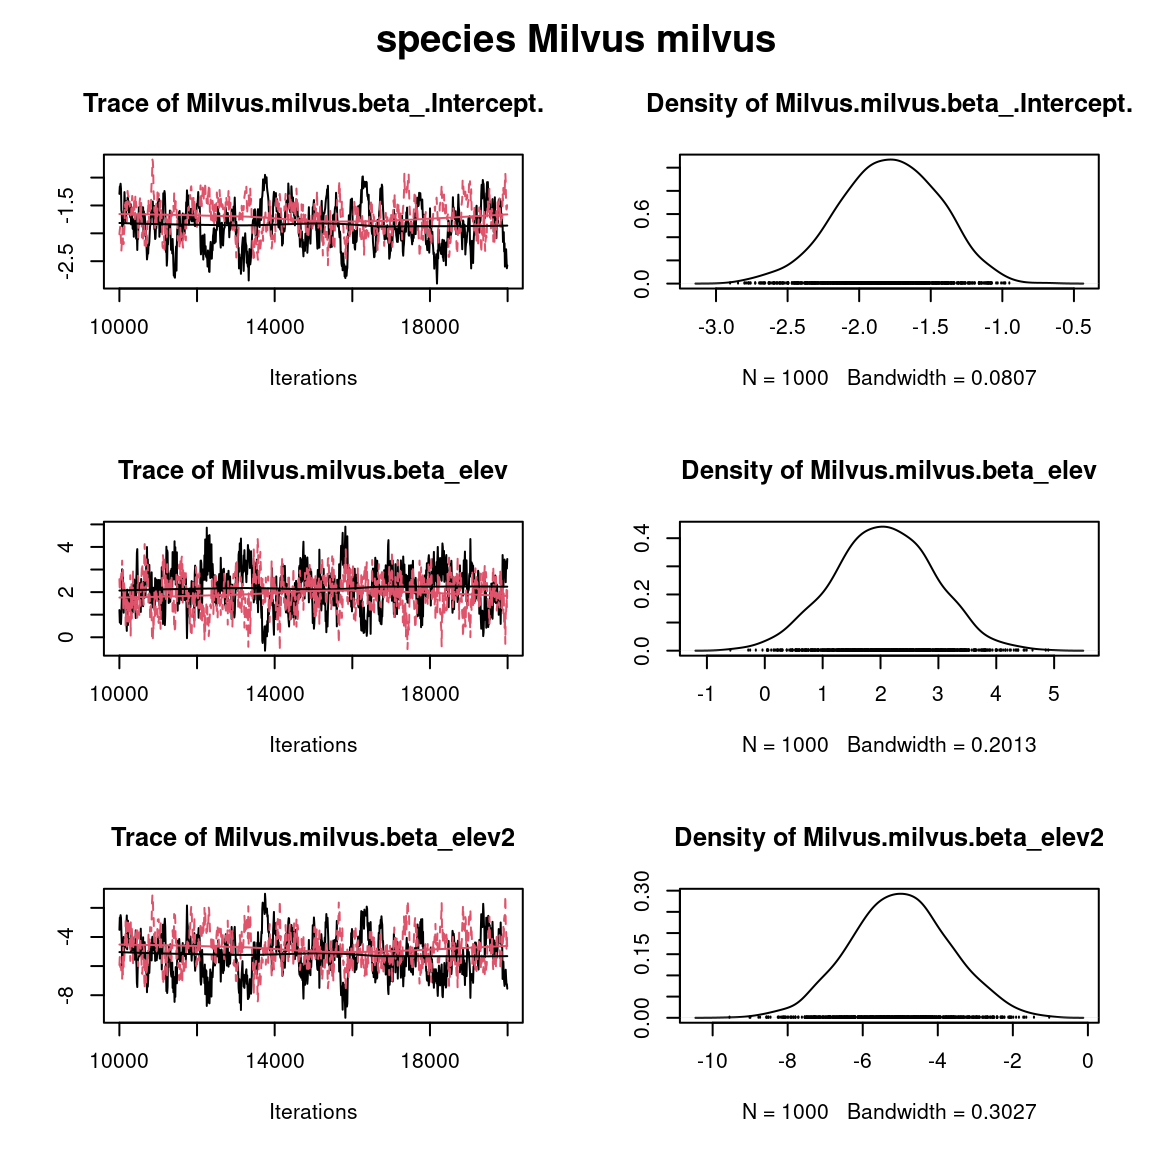 species Milvus milvus
Trace of Milvus.milvus.beta_.Intercept.
-1.5
-2.5
10000 14000 18000
Iterations
Density of Milvus.milvus.beta_.Intercept.
0.6
0.0
-3.0 -2.5 -2.0 -1.5 -1.0 -0.5
N = 1000 Bandwidth = 0.0807
Trace of Milvus.milvus.beta_elev
4
2
0
10000 14000 18000
Iterations
Density of Milvus.milvus.beta_elev
0.4
0.2
0.0
-1 0 1 2 3 4 5
N = 1000 Bandwidth = 0.2013
Trace of Milvus.milvus.beta_elev2
-4
-8
10000 14000 18000
Iterations
Density of Milvus.milvus.beta_elev2
0.30
0.15
0.00
-10 -8 -6 -4 -2 0
N = 1000 Bandwidth = 0.3027